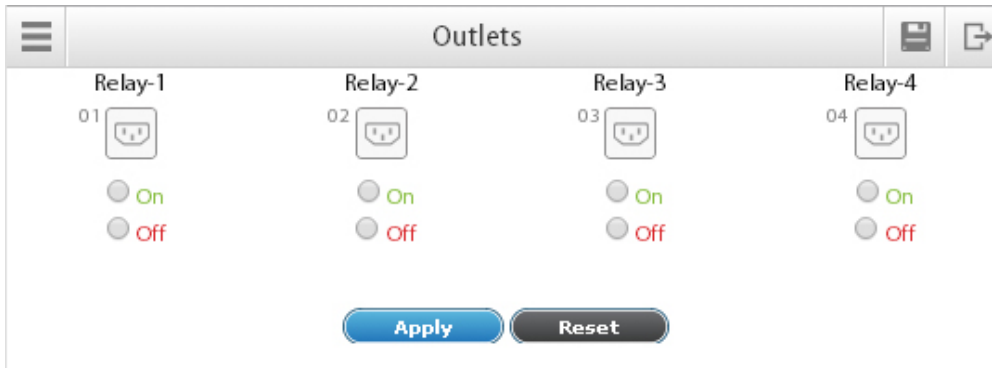 Outlets
Relay-1 Relay-2 Relay-3 Relay-4
01 02 03 04
On On On On
Off Off Off Off
Apply Reset